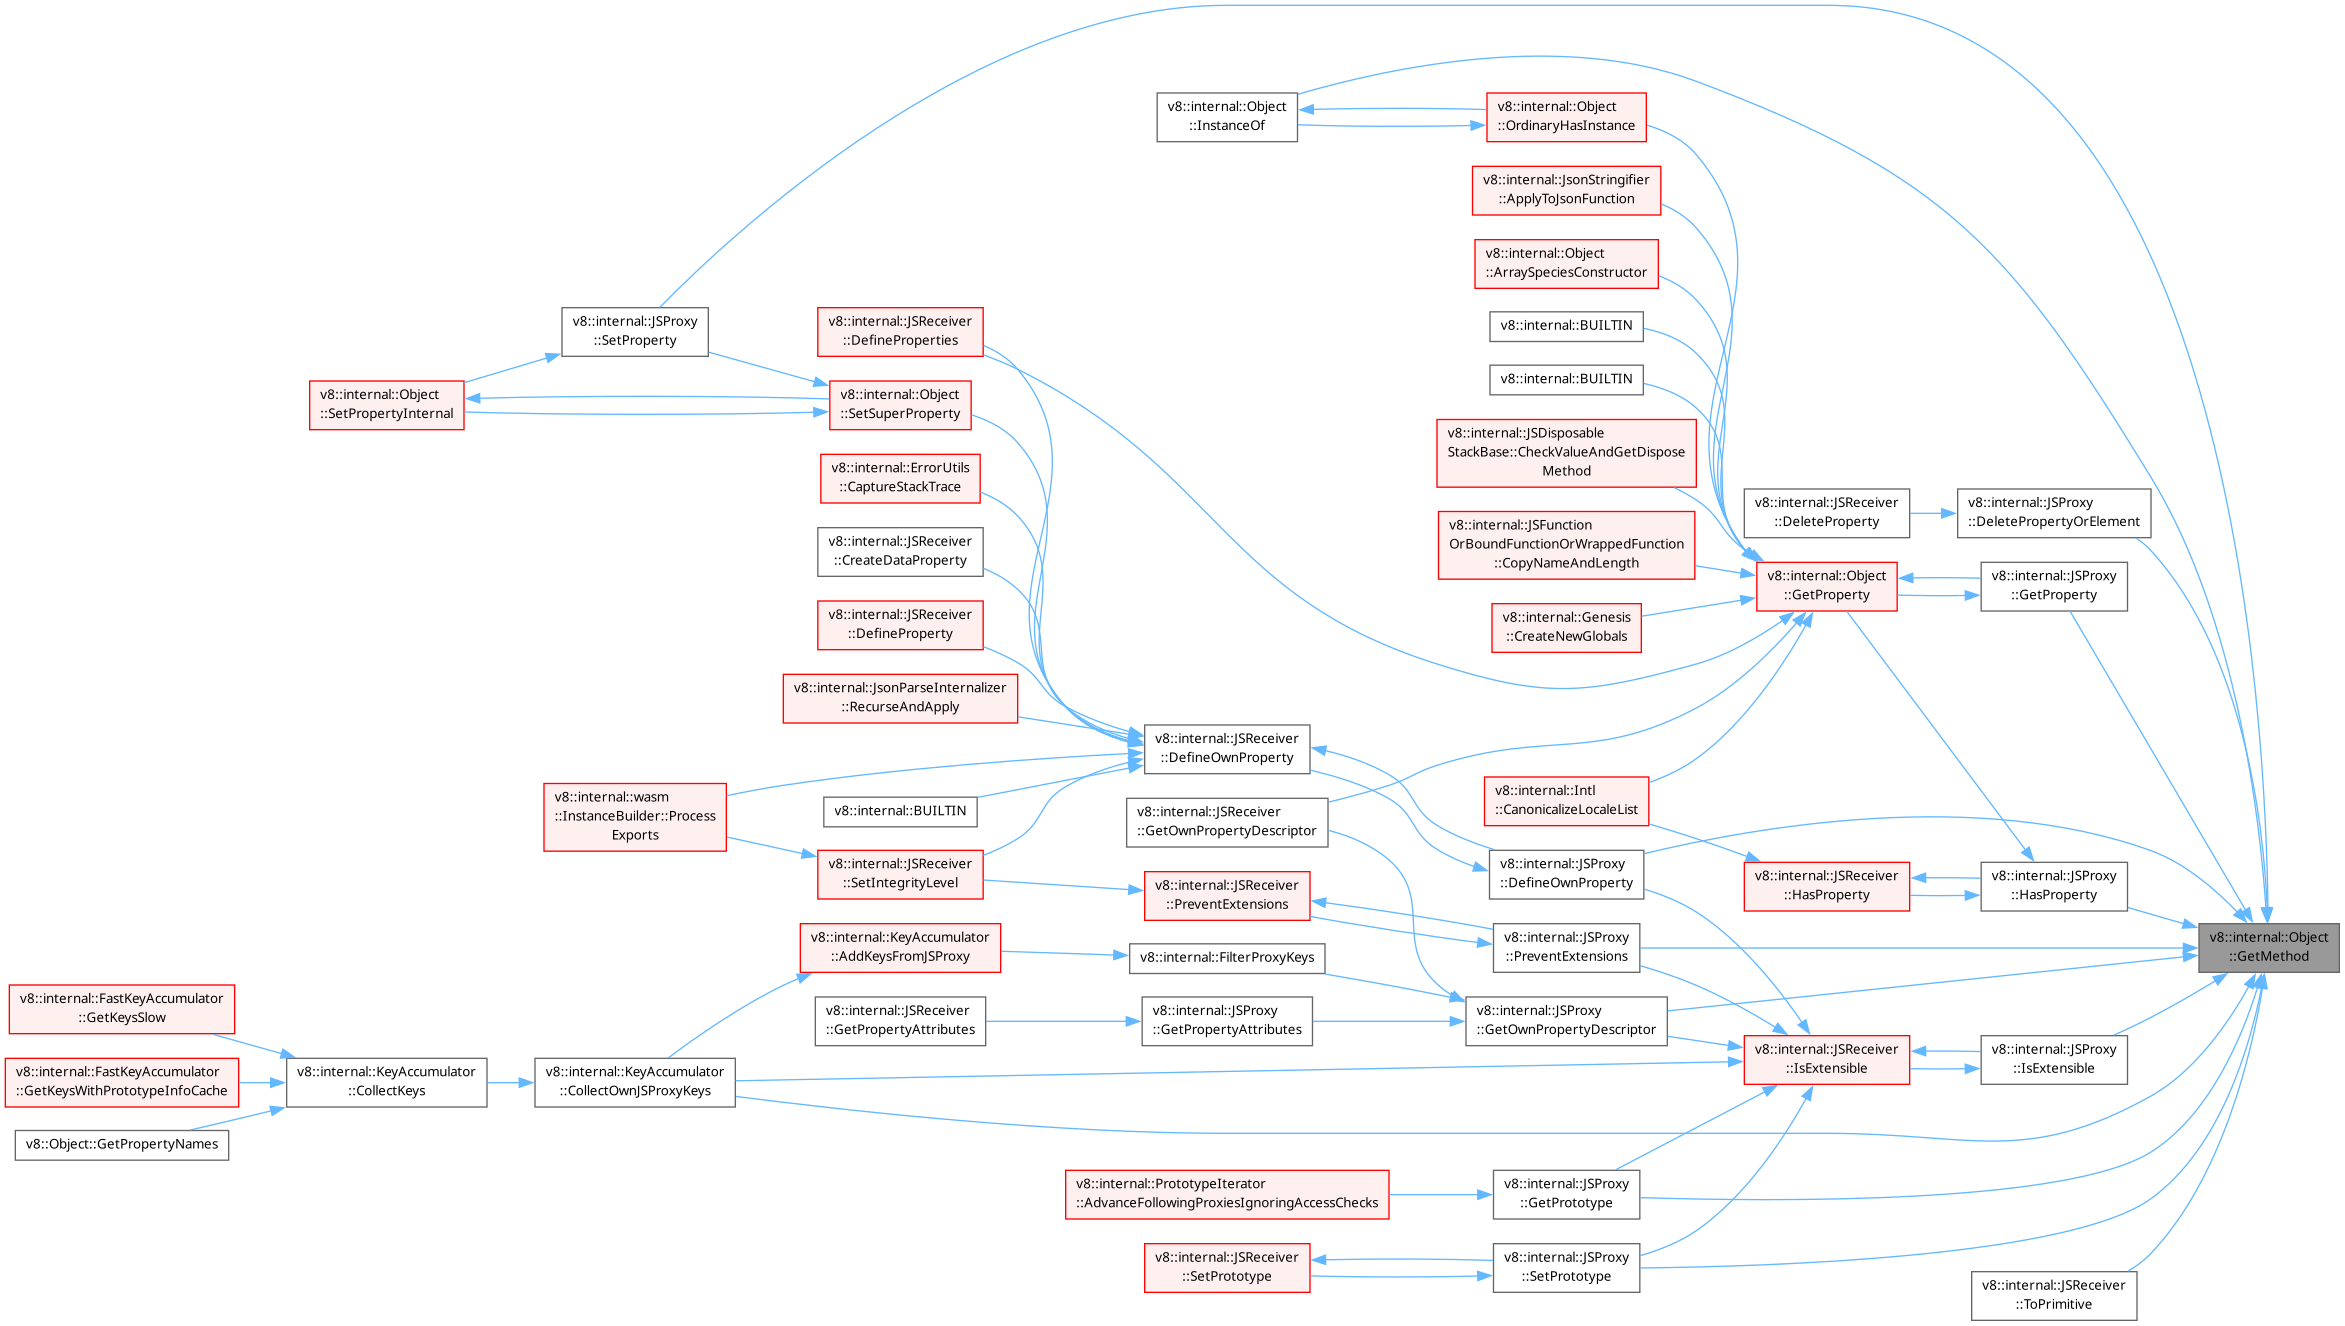 v8::internal::Object
::InstanceOf
v8::internal::Object
::OrdinaryHasInstance
v8::internal::JsonStringifier
::ApplyToJsonFunction
v8::internal::Object
::ArraySpeciesConstructor
v8::internal::JSProxy
::SetProperty
v8::internal::JSReceiver
::DefineProperties
v8::internal::BUILTIN
v8::internal::BUILTIN
v8::internal::Object
::SetPropertyInternal
v8::internal::Object
::SetSuperProperty
v8::internal::JSDisposable
StackBase::CheckValueAndGetDispose
Method
v8::internal::ErrorUtils
::CaptureStackTrace
v8::internal::JSReceiver
::DeleteProperty
v8::internal::JSProxy
::DeletePropertyOrElement
v8::internal::JSFunction
OrBoundFunctionOrWrappedFunction
::CopyNameAndLength
v8::internal::JSReceiver
::CreateDataProperty
v8::internal::Object
::GetProperty
v8::internal::JSProxy
::GetProperty
v8::internal::JSReceiver
::DefineProperty
v8::internal::Genesis
::CreateNewGlobals
v8::internal::JsonParseInternalizer
::RecurseAndApply
v8::internal::JSReceiver
::DefineOwnProperty
v8::internal::wasm
::InstanceBuilder::Process
Exports
v8::internal::BUILTIN
v8::internal::JSReceiver
::GetOwnPropertyDescriptor
v8::internal::Intl
::CanonicalizeLocaleList
v8::internal::JSReceiver
::SetIntegrityLevel
v8::internal::JSReceiver
::PreventExtensions
v8::internal::JSProxy
::DefineOwnProperty
v8::internal::JSReceiver
::HasProperty
v8::internal::JSProxy
::HasProperty
v8::internal::KeyAccumulator
::AddKeysFromJSProxy
v8::internal::FilterProxyKeys
v8::internal::JSProxy
::PreventExtensions
v8::internal::Object
::GetMethod
v8::internal::FastKeyAccumulator
::GetKeysSlow
v8::internal::JSReceiver
::GetPropertyAttributes
v8::internal::JSProxy
::GetPropertyAttributes
v8::internal::JSProxy
::GetOwnPropertyDescriptor
v8::internal::FastKeyAccumulator
::GetKeysWithPrototypeInfoCache
v8::internal::KeyAccumulator
::CollectKeys
v8::internal::KeyAccumulator
::CollectOwnJSProxyKeys
v8::internal::JSReceiver
::IsExtensible
v8::internal::JSProxy
::IsExtensible
v8::Object::GetPropertyNames
v8::internal::PrototypeIterator
::AdvanceFollowingProxiesIgnoringAccessChecks
v8::internal::JSProxy
::GetPrototype
v8::internal::JSReceiver
::SetPrototype
v8::internal::JSProxy
::SetPrototype
v8::internal::JSReceiver
::ToPrimitive